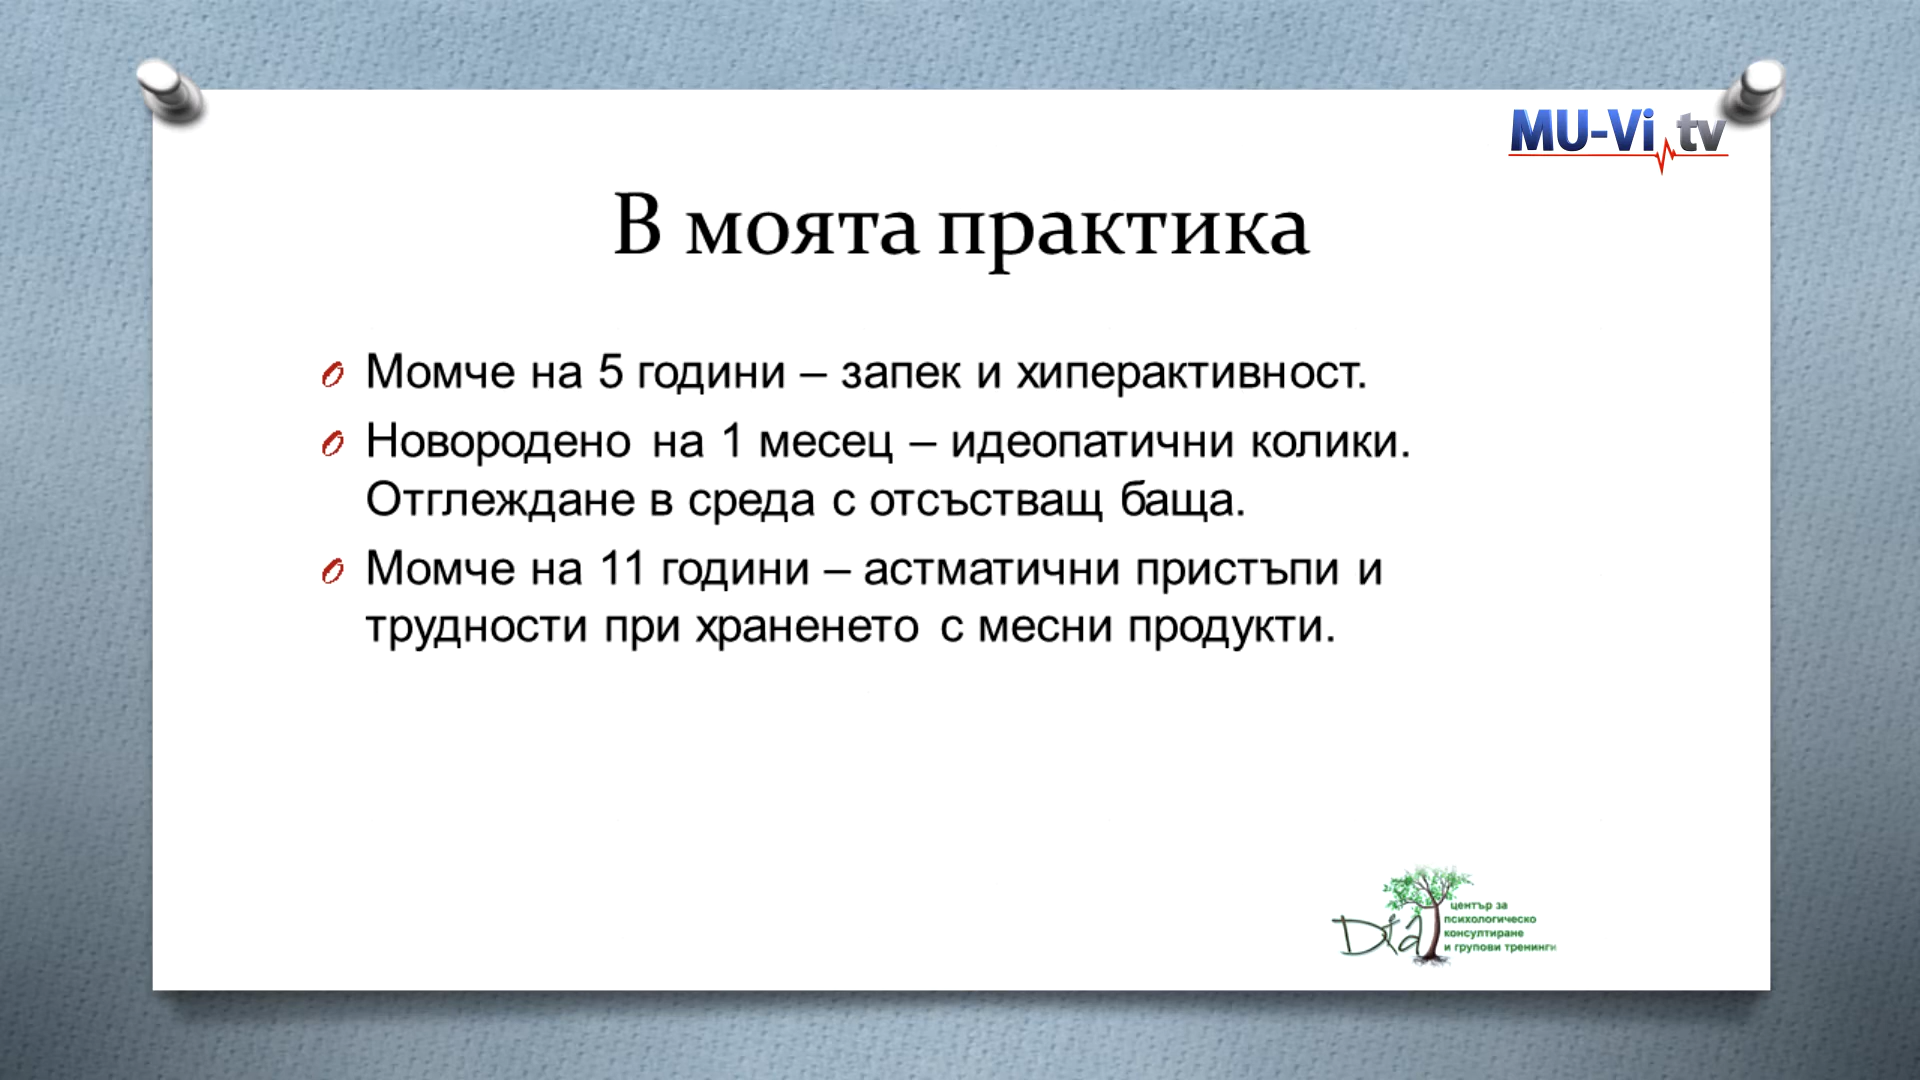 MU-Vi.tv
В моята практика
Момче на 5 години – запек и хиперактивност.
Новородено на 1 месец – идеопатични колики.
Отглеждане в среда с отсъстващ баща.
Момче на 11 години – астматични пристъпи и
трудности при храненето с месни продукти.
център за
психологическо
Dia консултиране
и групови тренинги